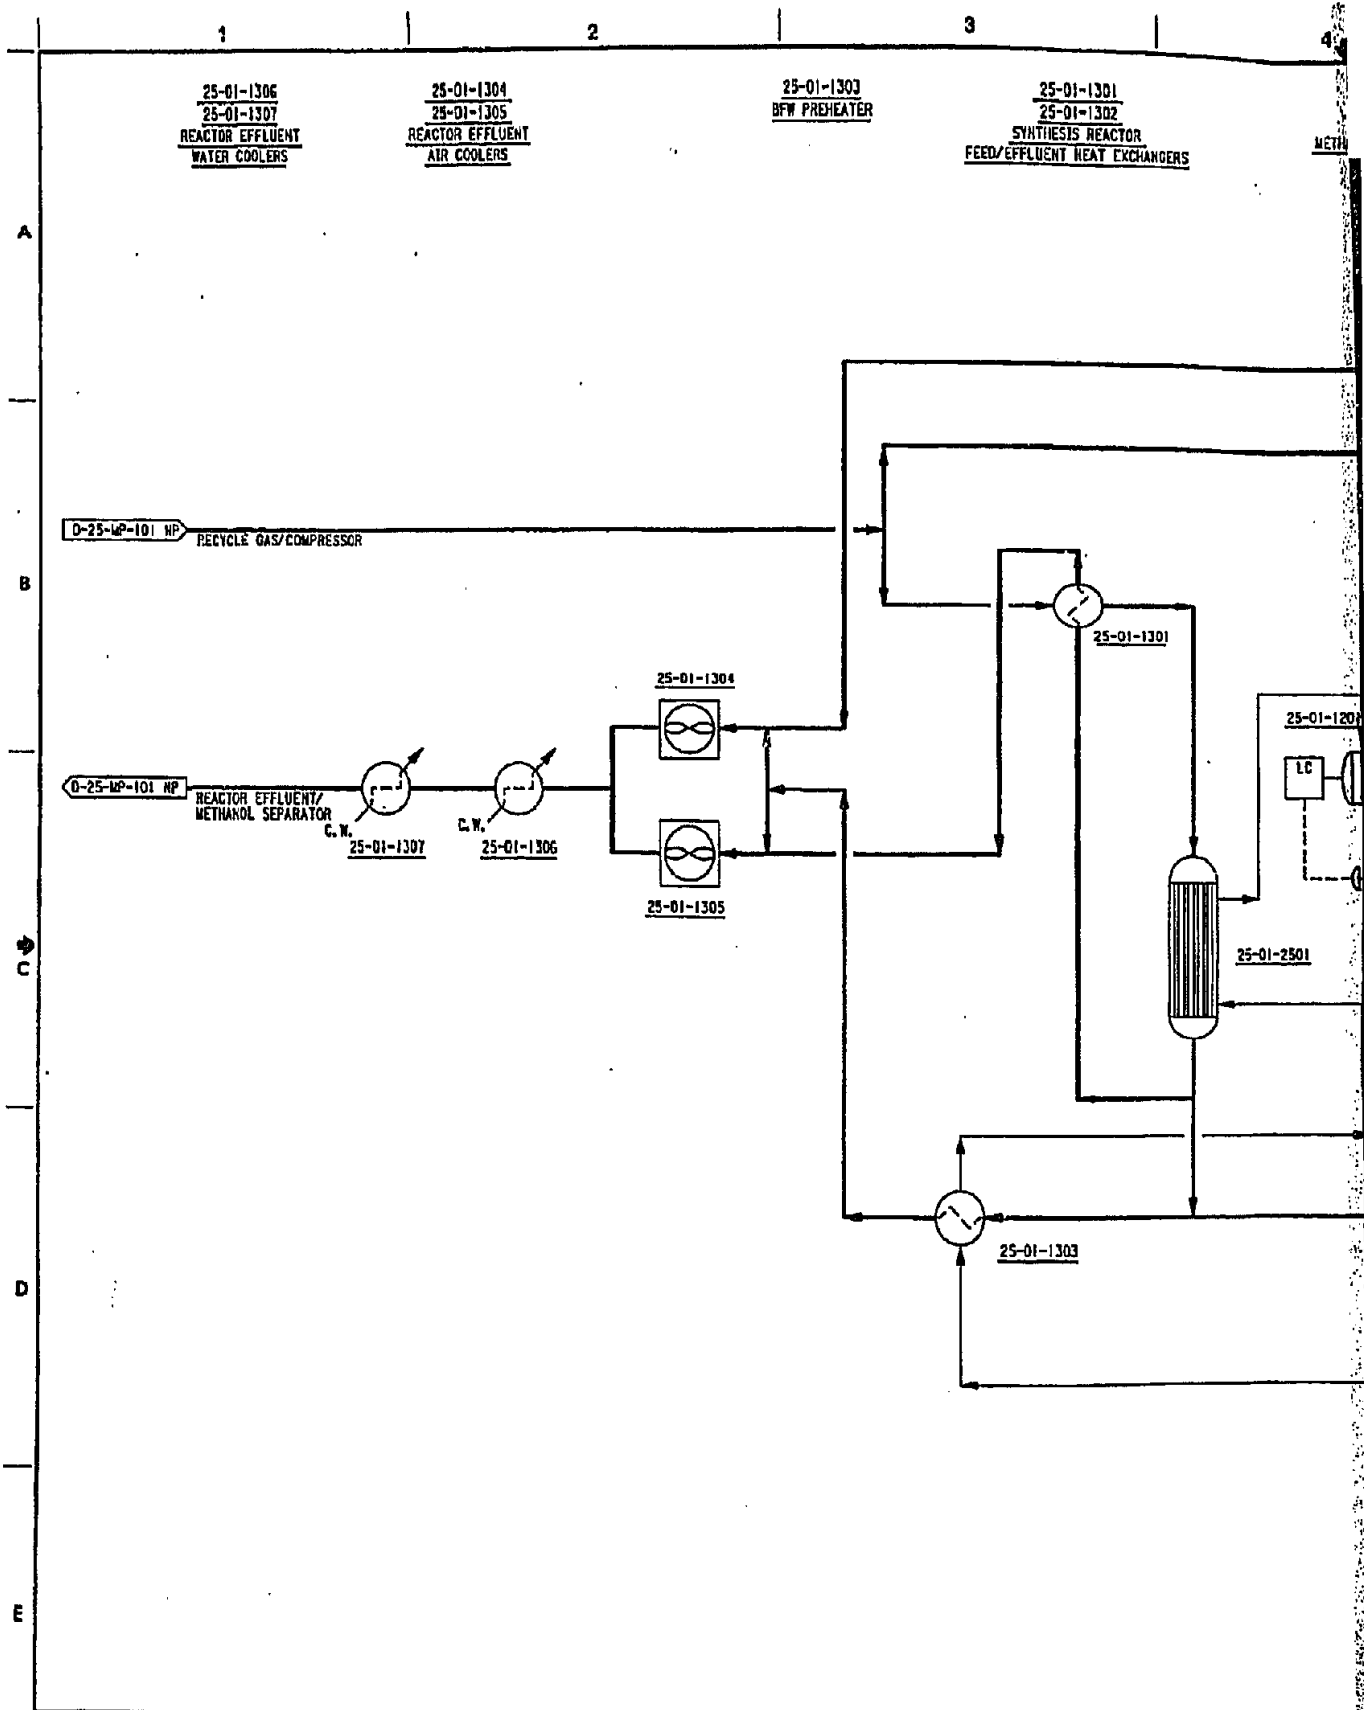 1 2 3 4
25-01-1306
25-01-1307
REACTOR EFFLUENT
WATER COOLERS
25-01-1304
25-01-1305
REACTOR EFFLUENT
AIR COOLERS
25-01-1303
BFW PREHEATER
25-01-1301
25-01-1302
SYNTHESIS REACTOR
FEED/EFFLUENT HEAT EXCHANGERS
METH
A
D-25-MP-101 NP
RECYCLE GAS/COMPRESSOR
B
25-01-1301
25-01-1304
25-01-1201
LC
D-25-MP-101 NP
REACTOR EFFLUENT/
METHANOL SEPARATOR
C.W.
25-01-1307
C.W.
25-01-1306
25-01-1305
C
25-01-2501
25-01-1303
D
E